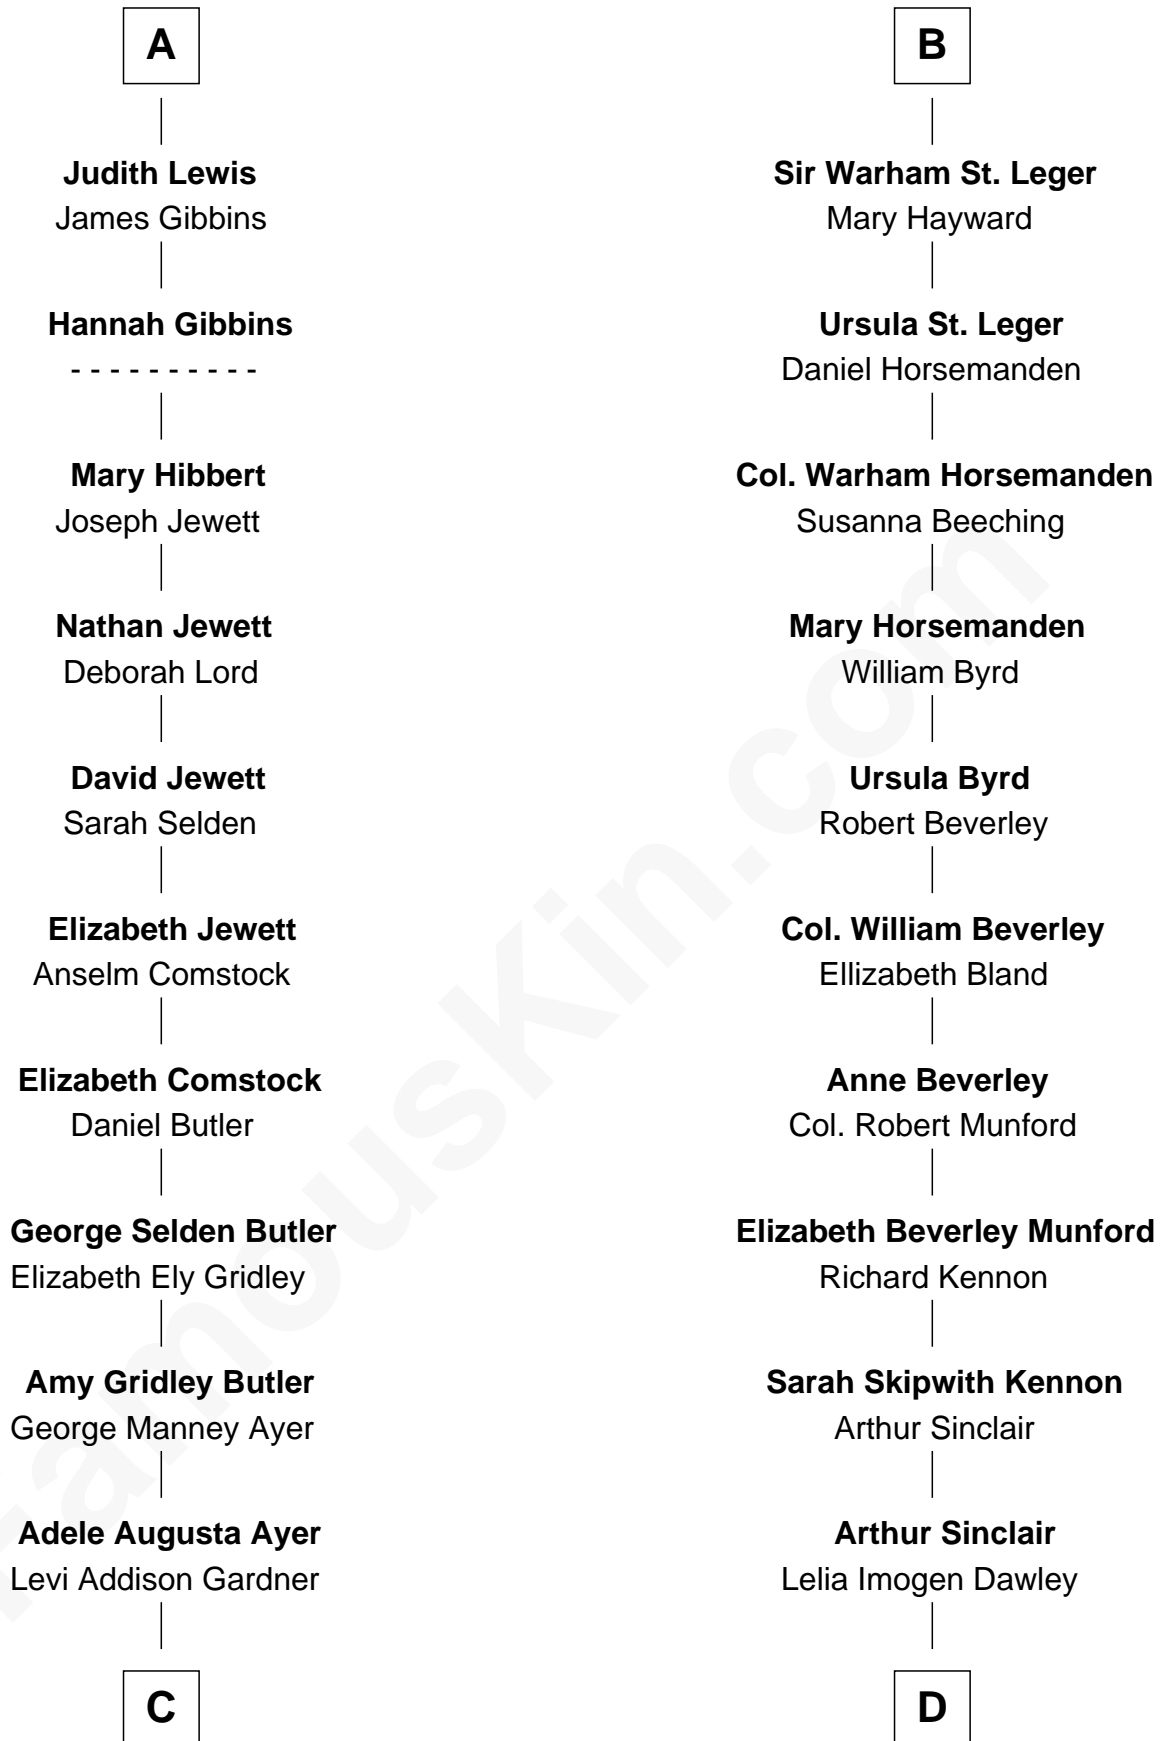 A
Judith Lewis
James Gibbins
Hannah Gibbins
- - - - - - - - - -
Mary Hibbert
Joseph Jewett
Nathan Jewett
Deborah Lord
David Jewett
Sarah Selden
Elizabeth Jewett
Anselm Comstock
Elizabeth Comstock
Daniel Butler
George Selden Butler
Elizabeth Ely Gridley
Amy Gridley Butler
George Manney Ayer
Adele Augusta Ayer
Levi Addison Gardner
C
B
Sir Warham St. Leger
Mary Hayward
Ursula St. Leger
Daniel Horsemanden
Col. Warham Horsemanden
Susanna Beeching
Mary Horsemanden
William Byrd
Ursula Byrd
Robert Beverley
Col. William Beverley
Ellizabeth Bland
Anne Beverley
Col. Robert Munford
Elizabeth Beverley Munford
Richard Kennon
Sarah Skipwith Kennon
Arthur Sinclair
Arthur Sinclair
Lelia Imogen Dawley
D
FamousKin.com